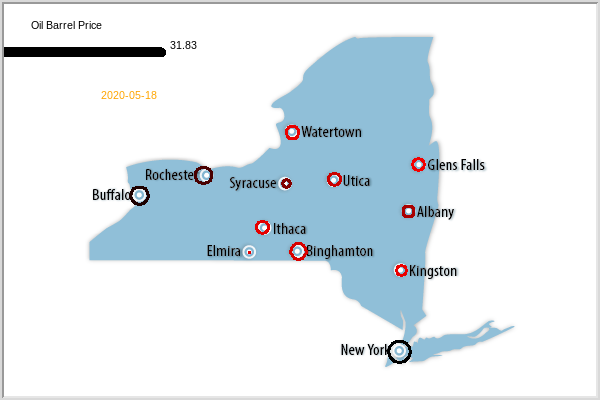 Oil Barrel Price
31.83
2020-05-18
Watertown
Glens Falls
Rocheste
Syracuse
Utica
Buffalo
Albany
Ithaca
Elmira
Binghamton
Kingston
New York